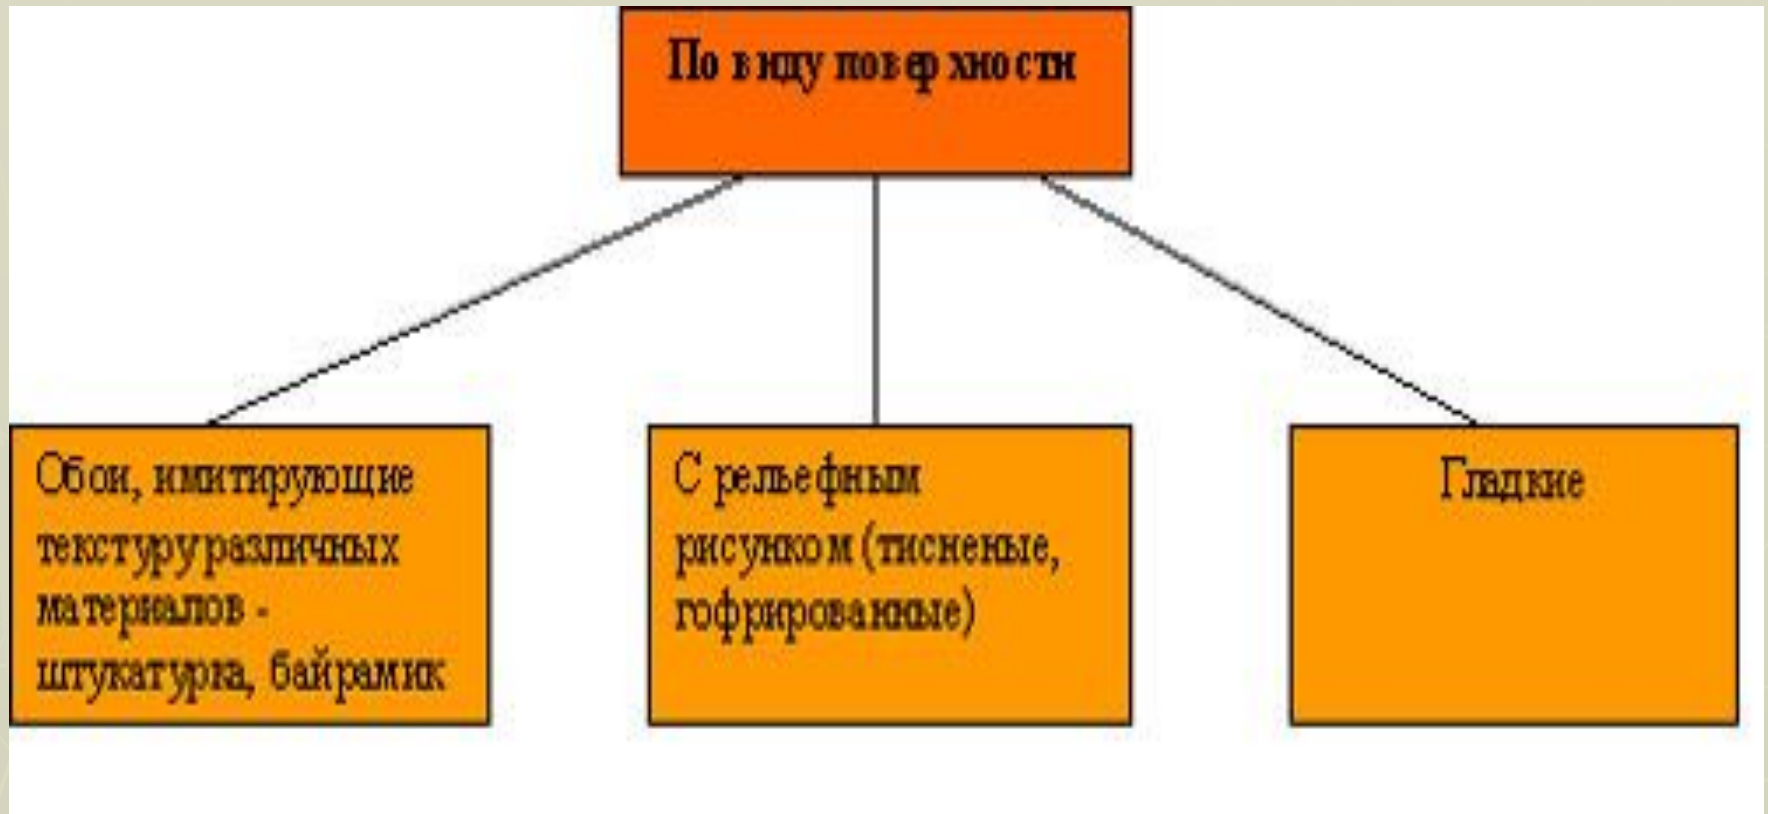 По виду поверхности
Обои, имитирующие
текстуру различных
материалов -
штукатурка, байрамик
С рельефным
рисунком (тисненые,
гофрированные)
Гладкие